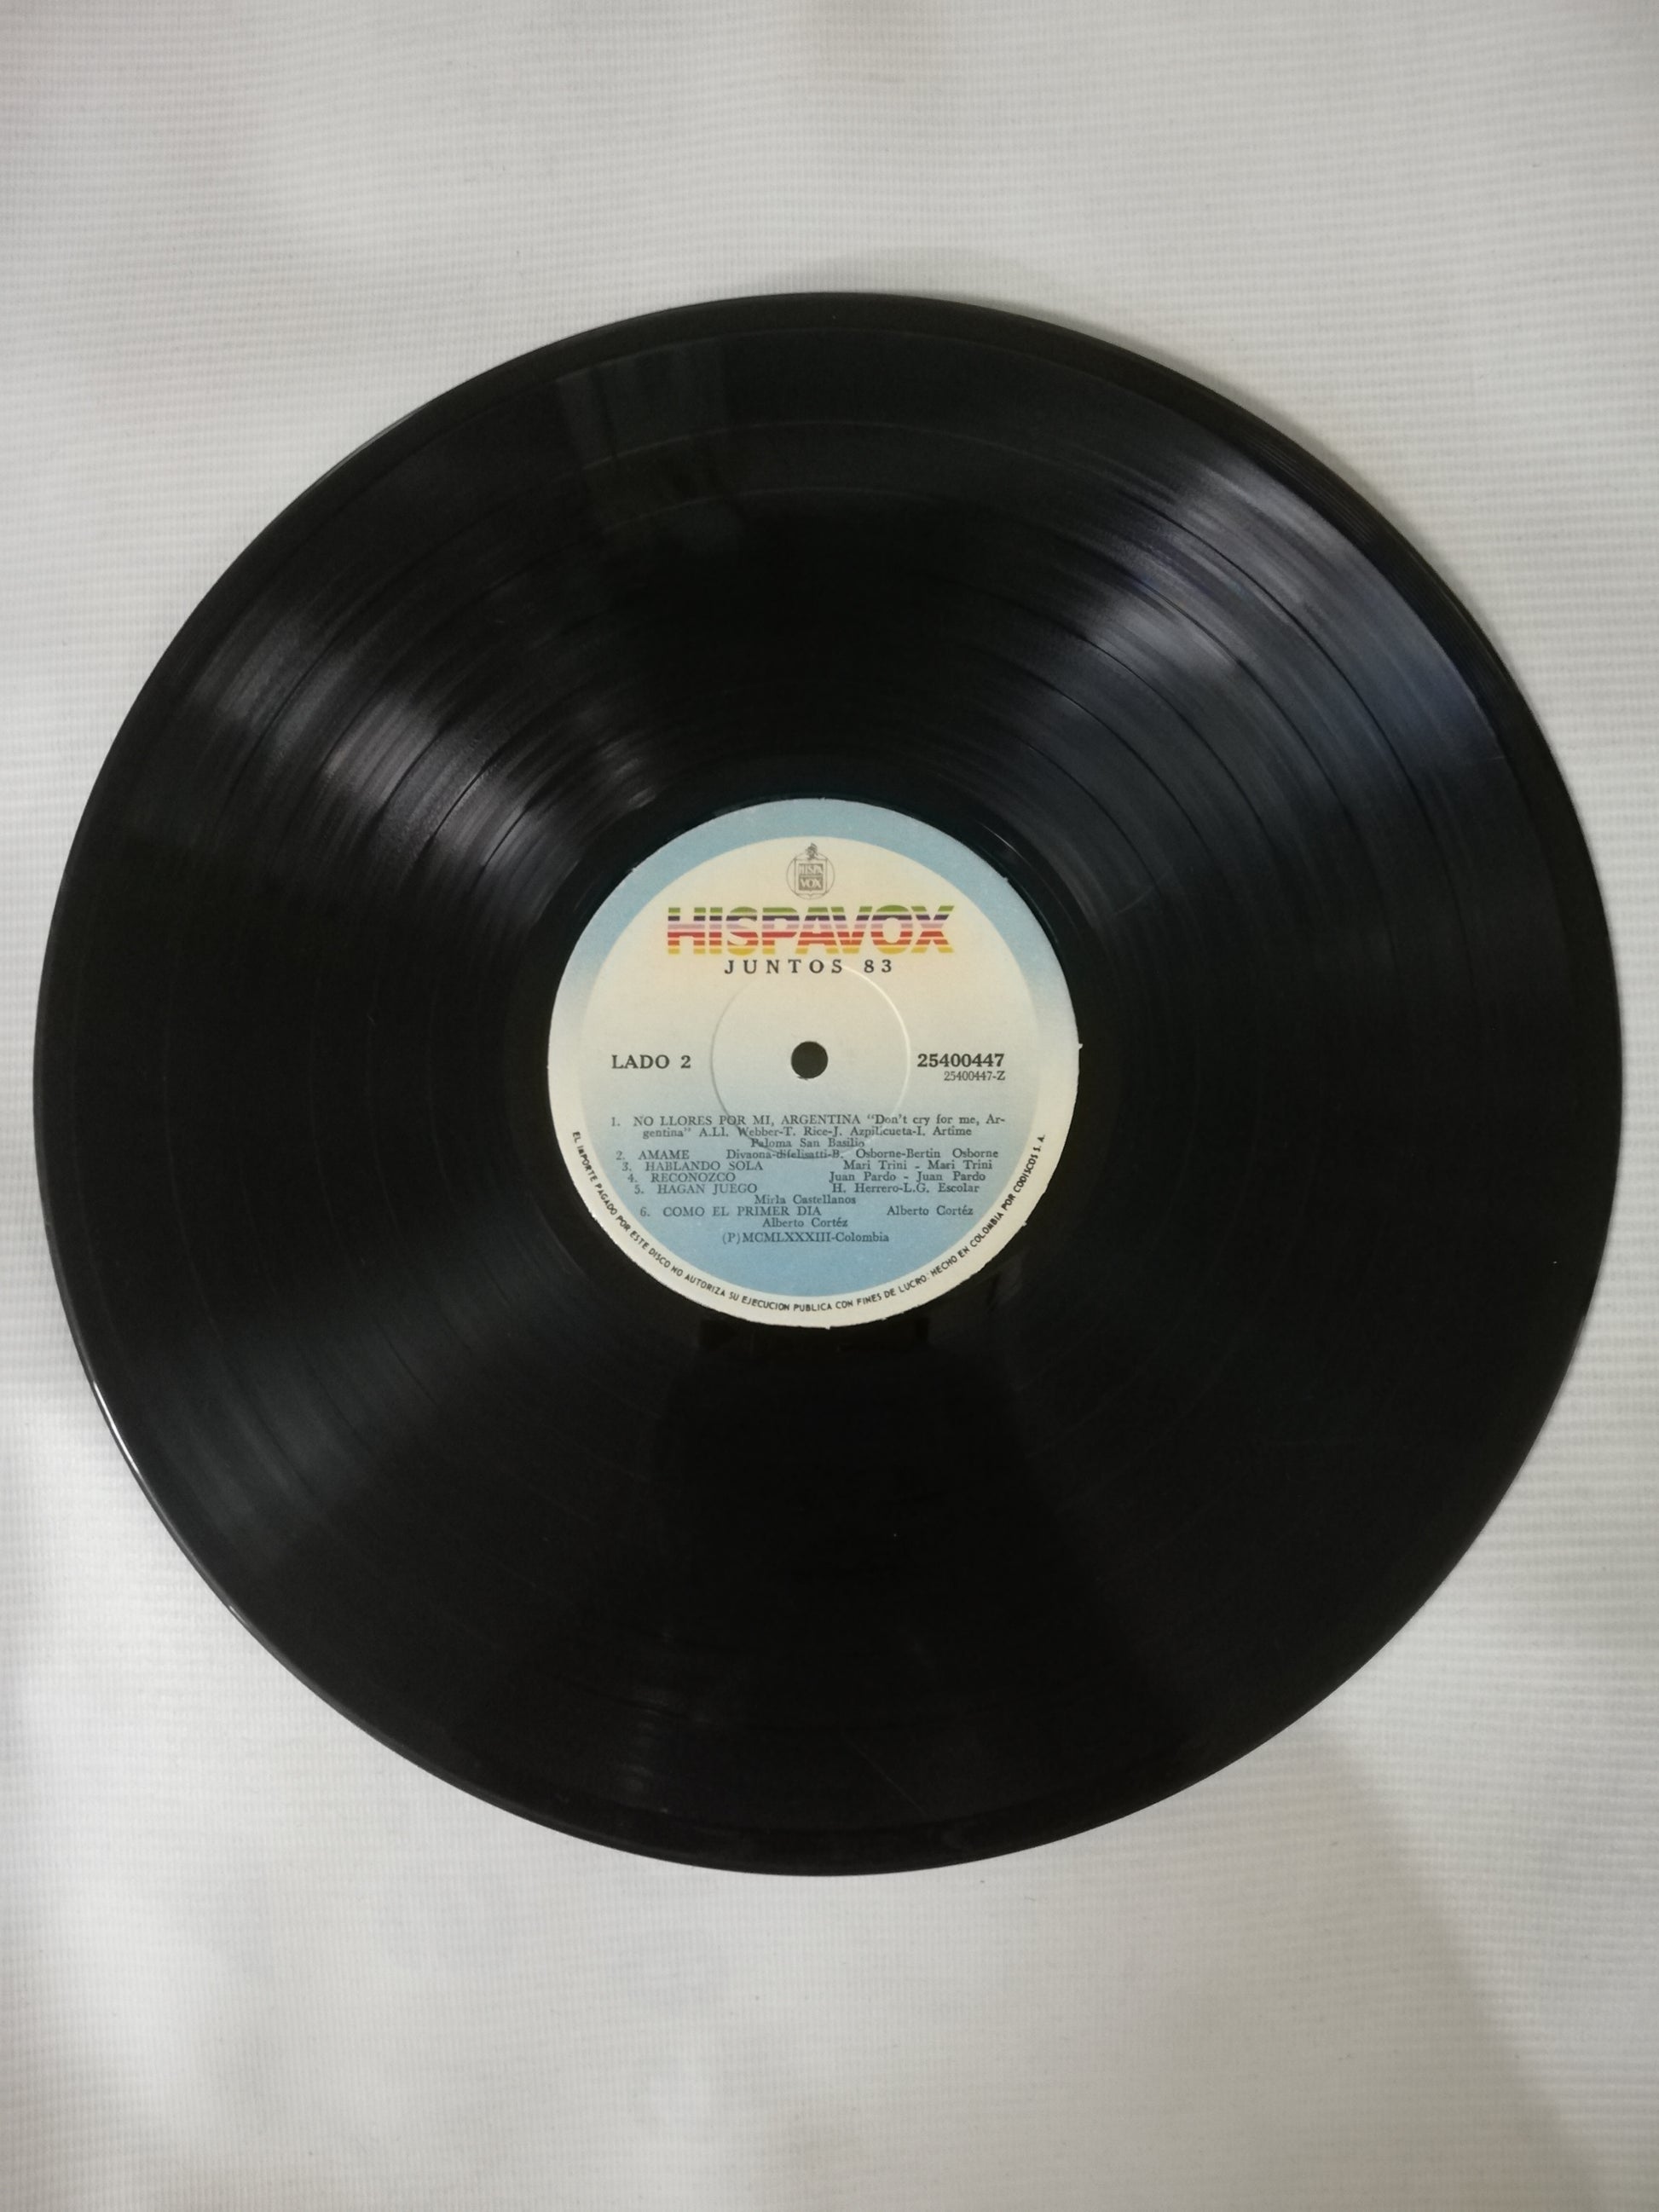 HISPA
VOX
HISPAVOX
JUNTOS 83
LADO 2
25400447
25400447-Z
1. NO LLORES POR MI, ARGENTINA "Don't cry for me, Ar-
gentina" A.Ll. Webber-T. Rice-J. Azpilicueta-I. Artime
Paloma San Basilio
2. AMAME Divaona-difelisatti-B. Osborne-Bertin Osborne
3. HABLANDO SOLA Mari Trini - Mari Trini
4. RECONOZCO Juan Pardo - Juan Pardo
5. HAGAN JUEGO H. Herrero-L.G. Escolar
Mirla Castellanos
6. COMO EL PRIMER DIA Alberto Cortéz
Alberto Cortéz
(P)MCMLXXXIII-Colombia
EL IMPORTE PAGADO POR ESTE DISCO NO AUTORIZA SU EJECUCION PUBLICA CON FINES DE LUCRO- HECHO EN COLOMBIA POR CODISCOS S. A.